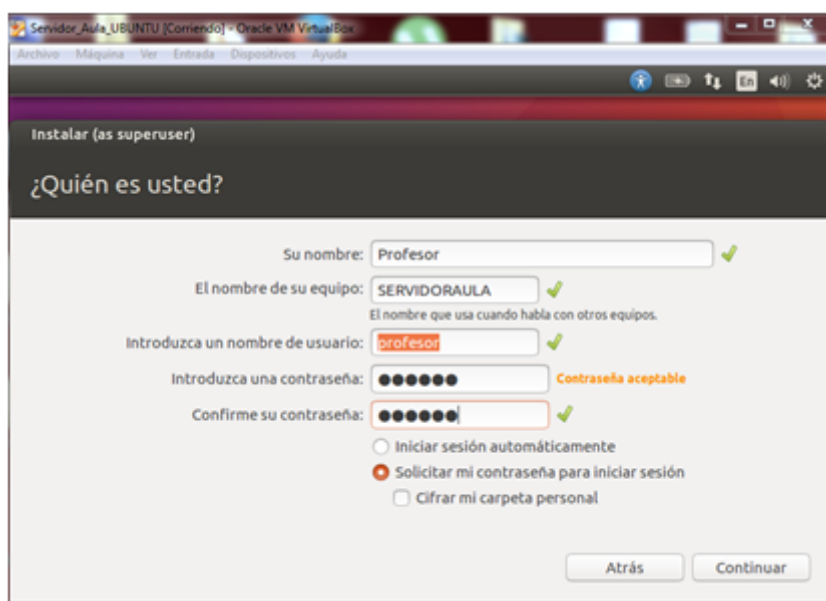 Servidor_Aula_UBUNTU [Corriendo] - Oracle VM VirtualBox
Archivo Máquina Ver Entrada Dispositivos Ayuda
En
Instalar (as superuser)
¿Quién es usted?
Su nombre: Profesor
El nombre de su equipo: SERVIDORAULA
El nombre que usa cuando habla con otros equipos.
Introduzca un nombre de usuario: profesor
Introduzca una contraseña: ●●●●●● Contraseña aceptable
Confirme su contraseña: ●●●●●●
Iniciar sesión automáticamente
Solicitar mi contraseña para iniciar sesión
Cifrar mi carpeta personal
Atrás Continuar